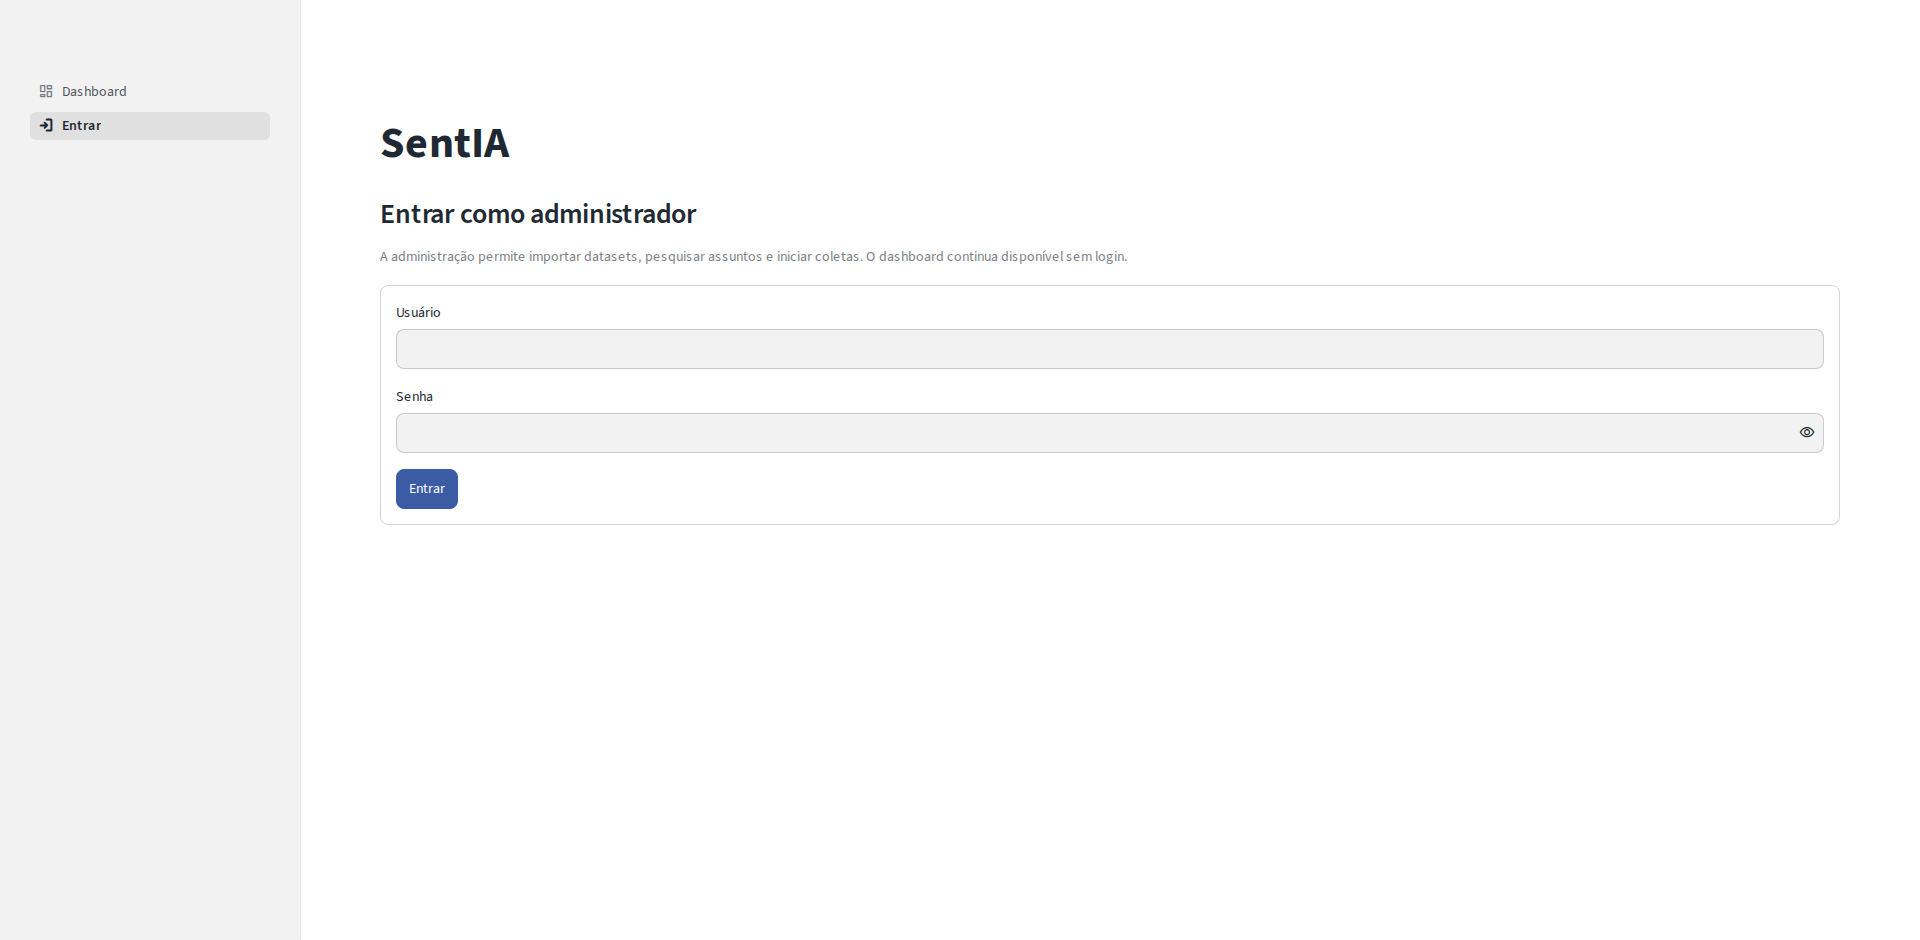 Dashboard
Entrar
SentIA
Entrar como administrador
A administração permite importar datasets, pesquisar assuntos e iniciar coletas. O dashboard continua disponível sem login.
Usuário
Senha
Entrar